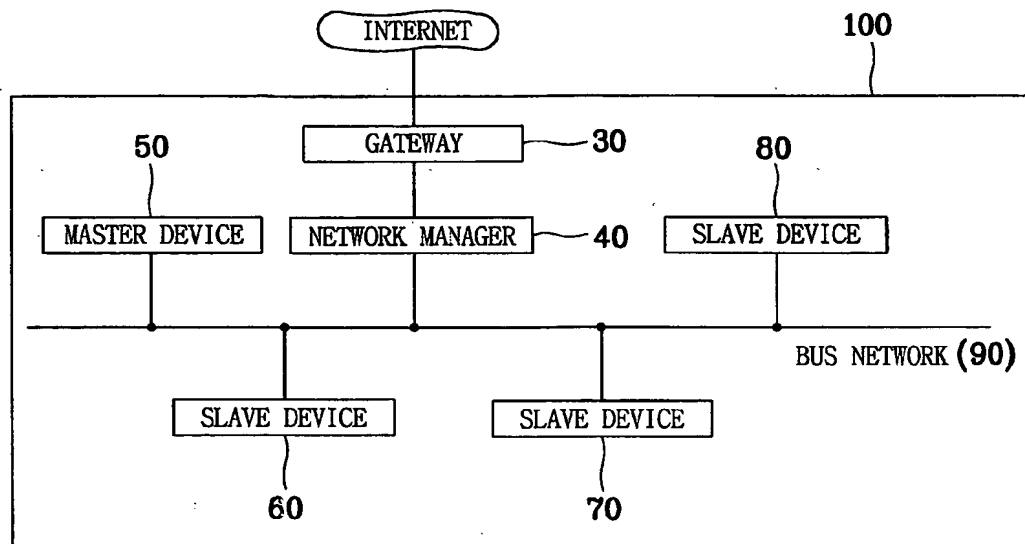 INTERNET
100
GATEWAY
30
50
80
MASTER DEVICE
NETWORK MANAGER
40
SLAVE DEVICE
BUS NETWORK (90)
SLAVE DEVICE
SLAVE DEVICE
60
70